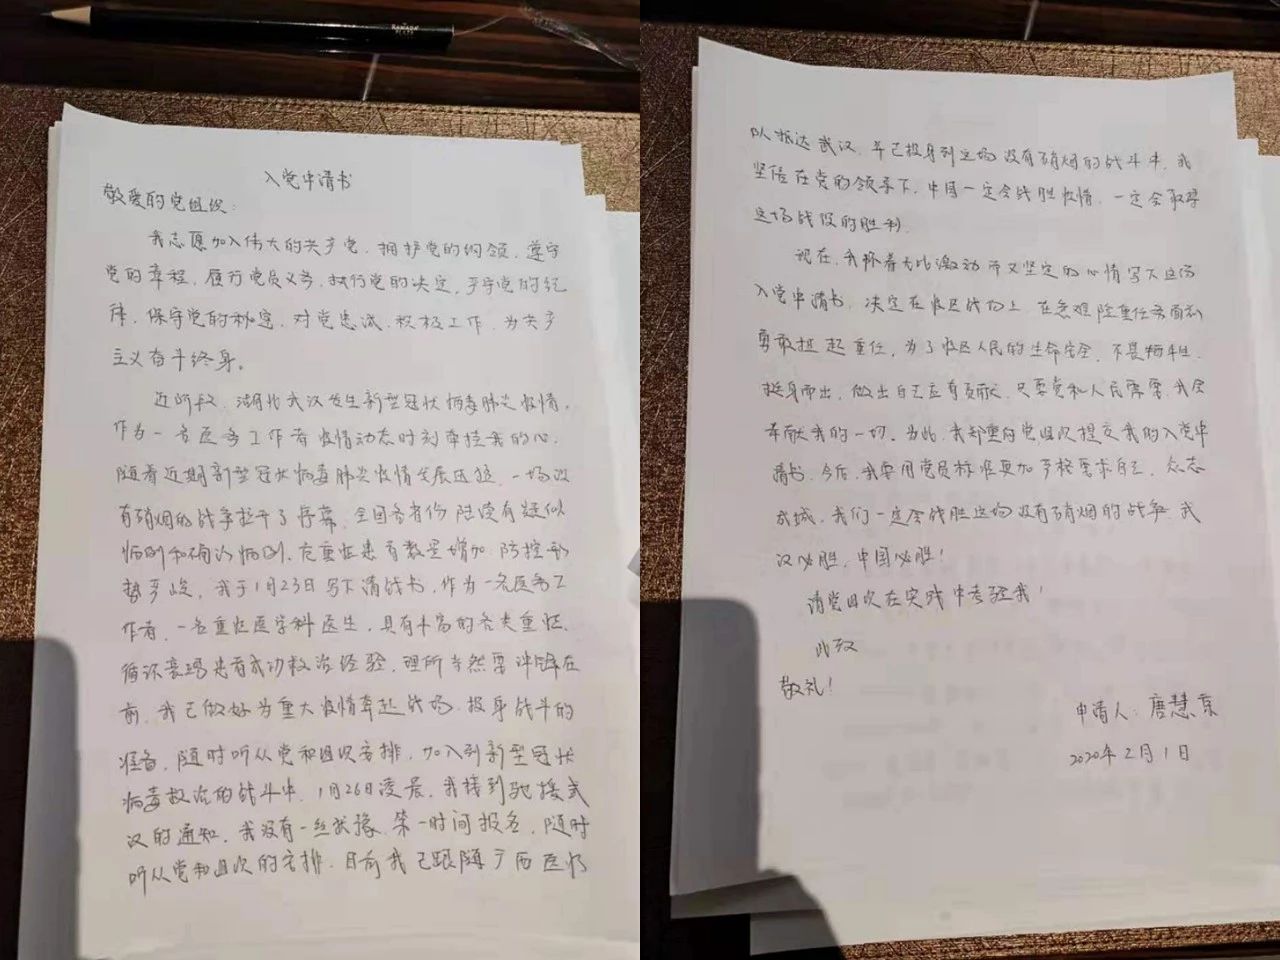 入党申请书
敬爱的党组织：
我志愿加入伟大的共产党，拥护党的纲领，遵守
党的章程，履行党员义务，执行党的决定，严守党的纪
律，保守党的秘密，对党忠诚，积极工作，为共产
主义奋斗终身。
近阶段，湖北武汉发生新型冠状病毒肺炎疫情，
作为一名医务工作者疫情动态时刻牵挂我的心，
随着近期新型冠状病毒肺炎疫情发展迅猛，一场没
有硝烟的战争拉开了序幕，全国各省份陆续有疑似
病例和确诊病例，危重症患者数量增加，防控形
势严峻，我于1月23日写下请战书，作为一名医务工
作者，一名重症医学科医生，具有丰富的各类重症、
循环衰竭患者成功救治经验，理所当然要冲锋在
前，我已做好为重大疫情奔赴战场，投身战斗的
准备，随时听从党和组织安排，加入到新型冠状
病毒救治的战斗中，1月26日凌晨，我接到驰援武
汉的通知，我没有一丝犹豫，第一时间报名，随时
听从党和组织的安排，目前我已跟随广西医疗
队抵达武汉，并已投身到这场没有硝烟的战斗中，我
坚信在党的领导下，中国一定会战胜疫情，一定会取得
这场战役的胜利。
现在，我怀着无比激动而又坚定的心情写下这份
入党申请书，决定在疫区战场上，在急难险重任务面前
勇敢担起重任，为了疫区人民的生命安全，不畏牺牲，
挺身而出，做出自己应有贡献，只要党和人民需要，我会
奉献我的一切。为此，我郑重向党组织提交我的入党申
请书，今后，我要用党员标准更加严格要求自己，众志
成城，我们一定会战胜这场没有硝烟的战争，武
汉必胜，中国必胜！
请党组织在实践中考验我！
此致
敬礼！
申请人：唐慧京
2020年2月1日